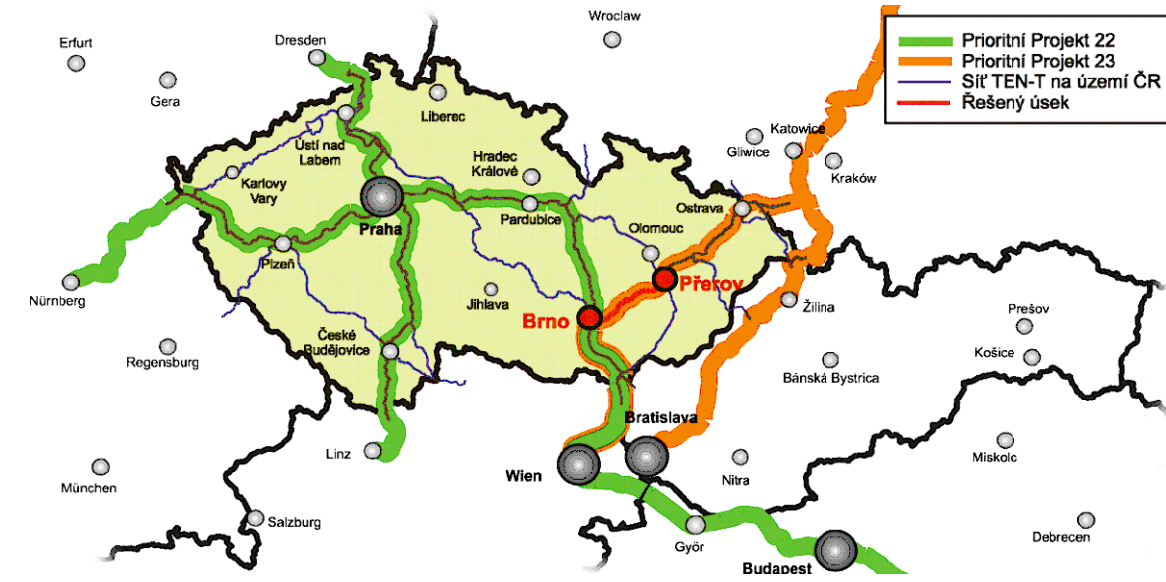 Wroclaw
Dresden
Erfurt
Gera
Prioritní Projekt 22
Prioritní Projekt 23
Síť TEN-T na území ČR
Řešený úsek
Liberec
Ústí nad
Labem
Katowice
Gliwice
Kraków
Hradec
Králové
Karlovy
Vary
Praha
Pardubice
Ostrava
Olomouc
Plzeň
Nürnberg
Přerov
Jihlava
Brno
Žilina
Prešov
Košice
České
Budějovice
Regensburg
Bánská Bystrica
Bratislava
Linz
Wien
Nitra
Miskolc
München
Salzburg
Györ
Debrecen
Budapest